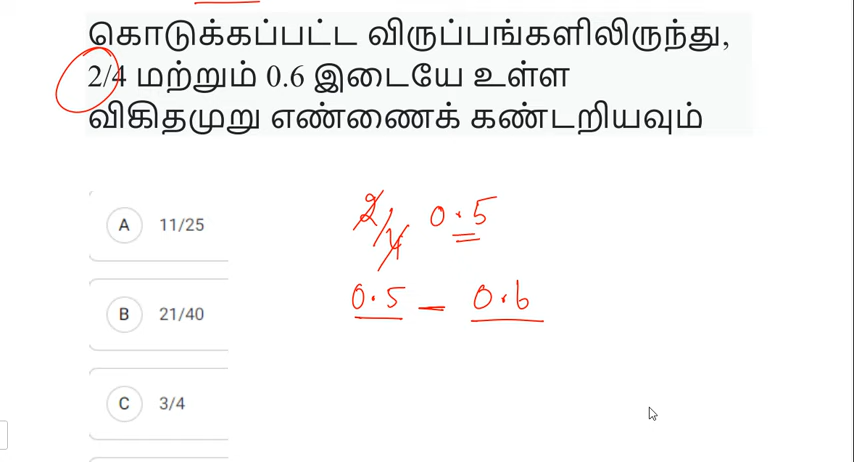 கொடுக்கப்பட்ட விருப்பங்களிலிருந்து,
2/4 மற்றும் 0.6 இடையே உள்ள
விகிதமுறு எண்ணைக் கண்டறியவும்
A 11/25
2/4 0.5
B 21/40
0.5 - 0.6
C 3/4